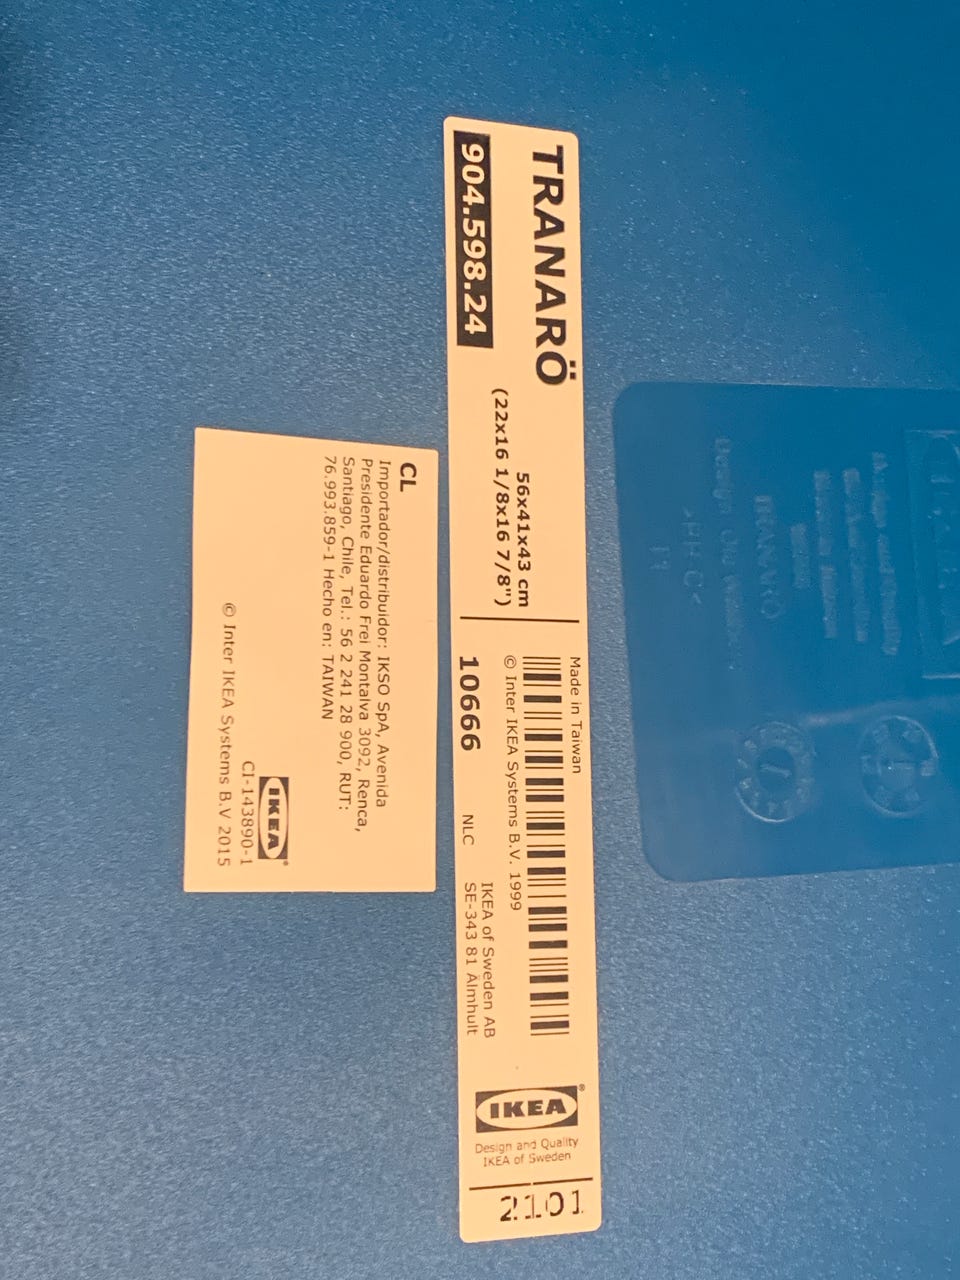 TRANARÖ
904.598.24
56x41x43 cm
(22x16 1/8x16 7/8")
Made in Taiwan
© Inter IKEA Systems B.V. 1999
10666
NLC
IKEA of Sweden AB
SE-343 81 Älmhult
IKEA
®
Design and Quality
IKEA of Sweden
2101
CL
Importador/distribuidor: IKSO SpA, Avenida
Presidente Eduardo Frei Montalva 3092, Renca,
Santiago, Chile, Tel.: 56 2 241 28 900, RUT:
76.993.859-1 Hecho en: TAIWAN
IKEA
®
CI-143890-1
© Inter IKEA Systems B.V 2015
TRANARÖ